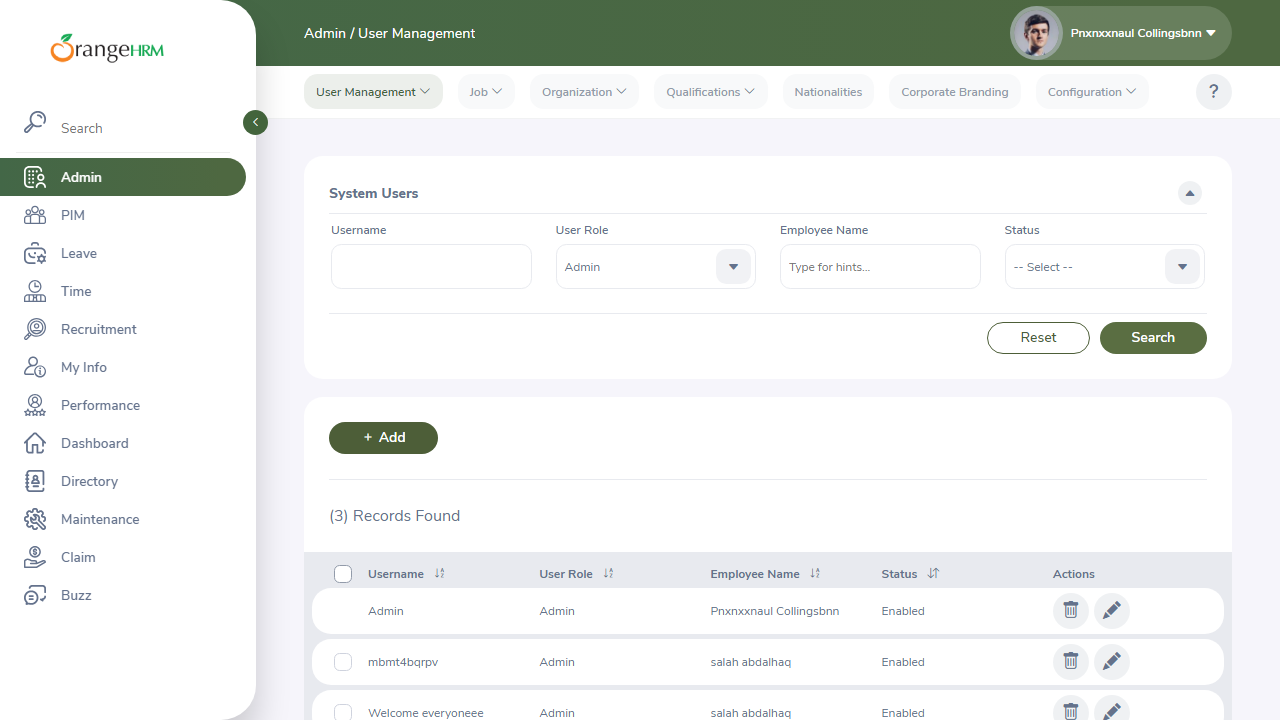 Admin / User Management
Pnxnxxnaul Collingsbnn
OrangeHRM
User Management
Job
Organization
Qualifications
Nationalities
Corporate Branding
Configuration
?
Search
Admin
PIM
Leave
Time
Recruitment
My Info
Performance
Dashboard
Directory
Maintenance
Claim
Buzz
System Users
Username
User Role
Employee Name
Status
Admin
Type for hints...
-- Select --
Reset
Search
+ Add
(3) Records Found
Username
User Role
Employee Name
Status
Actions
Admin
Admin
Pnxnxxnaul Collingsbnn
Enabled
mbmt4bqrpv
Admin
salah abdalhaq
Enabled
Welcome everyoneee
Admin
salah abdalhaq
Enabled